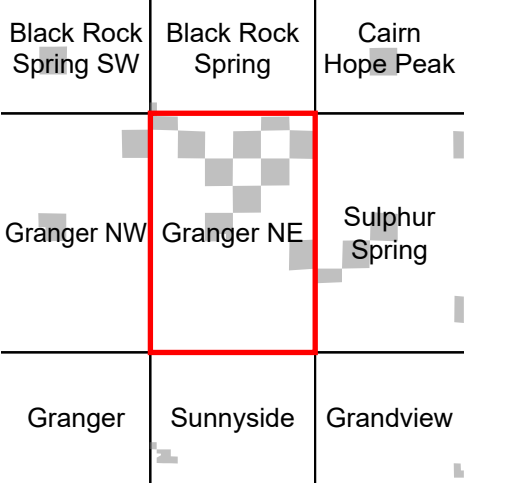 Black Rock
Spring SW
Black Rock
Spring
Cairn
Hope Peak
Granger NW
Granger NE
Sulphur
Spring
Granger
Sunnyside
Grandview